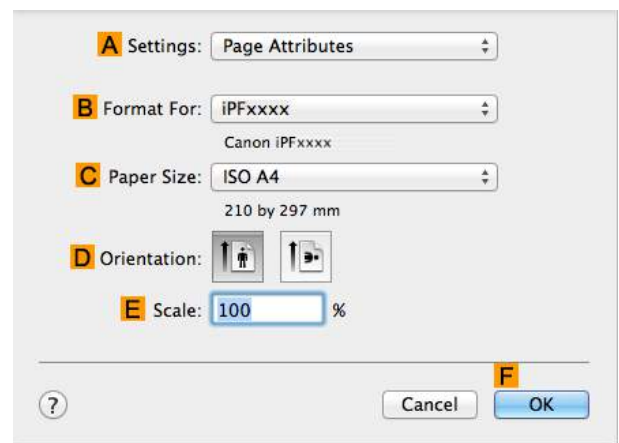 A Settings: Page Attributes
B Format For: iPFxxxx
Canon iPFxxxx
C Paper Size: ISO A4
210 by 297 mm
D Orientation:
E Scale: 100 %
F
? Cancel OK